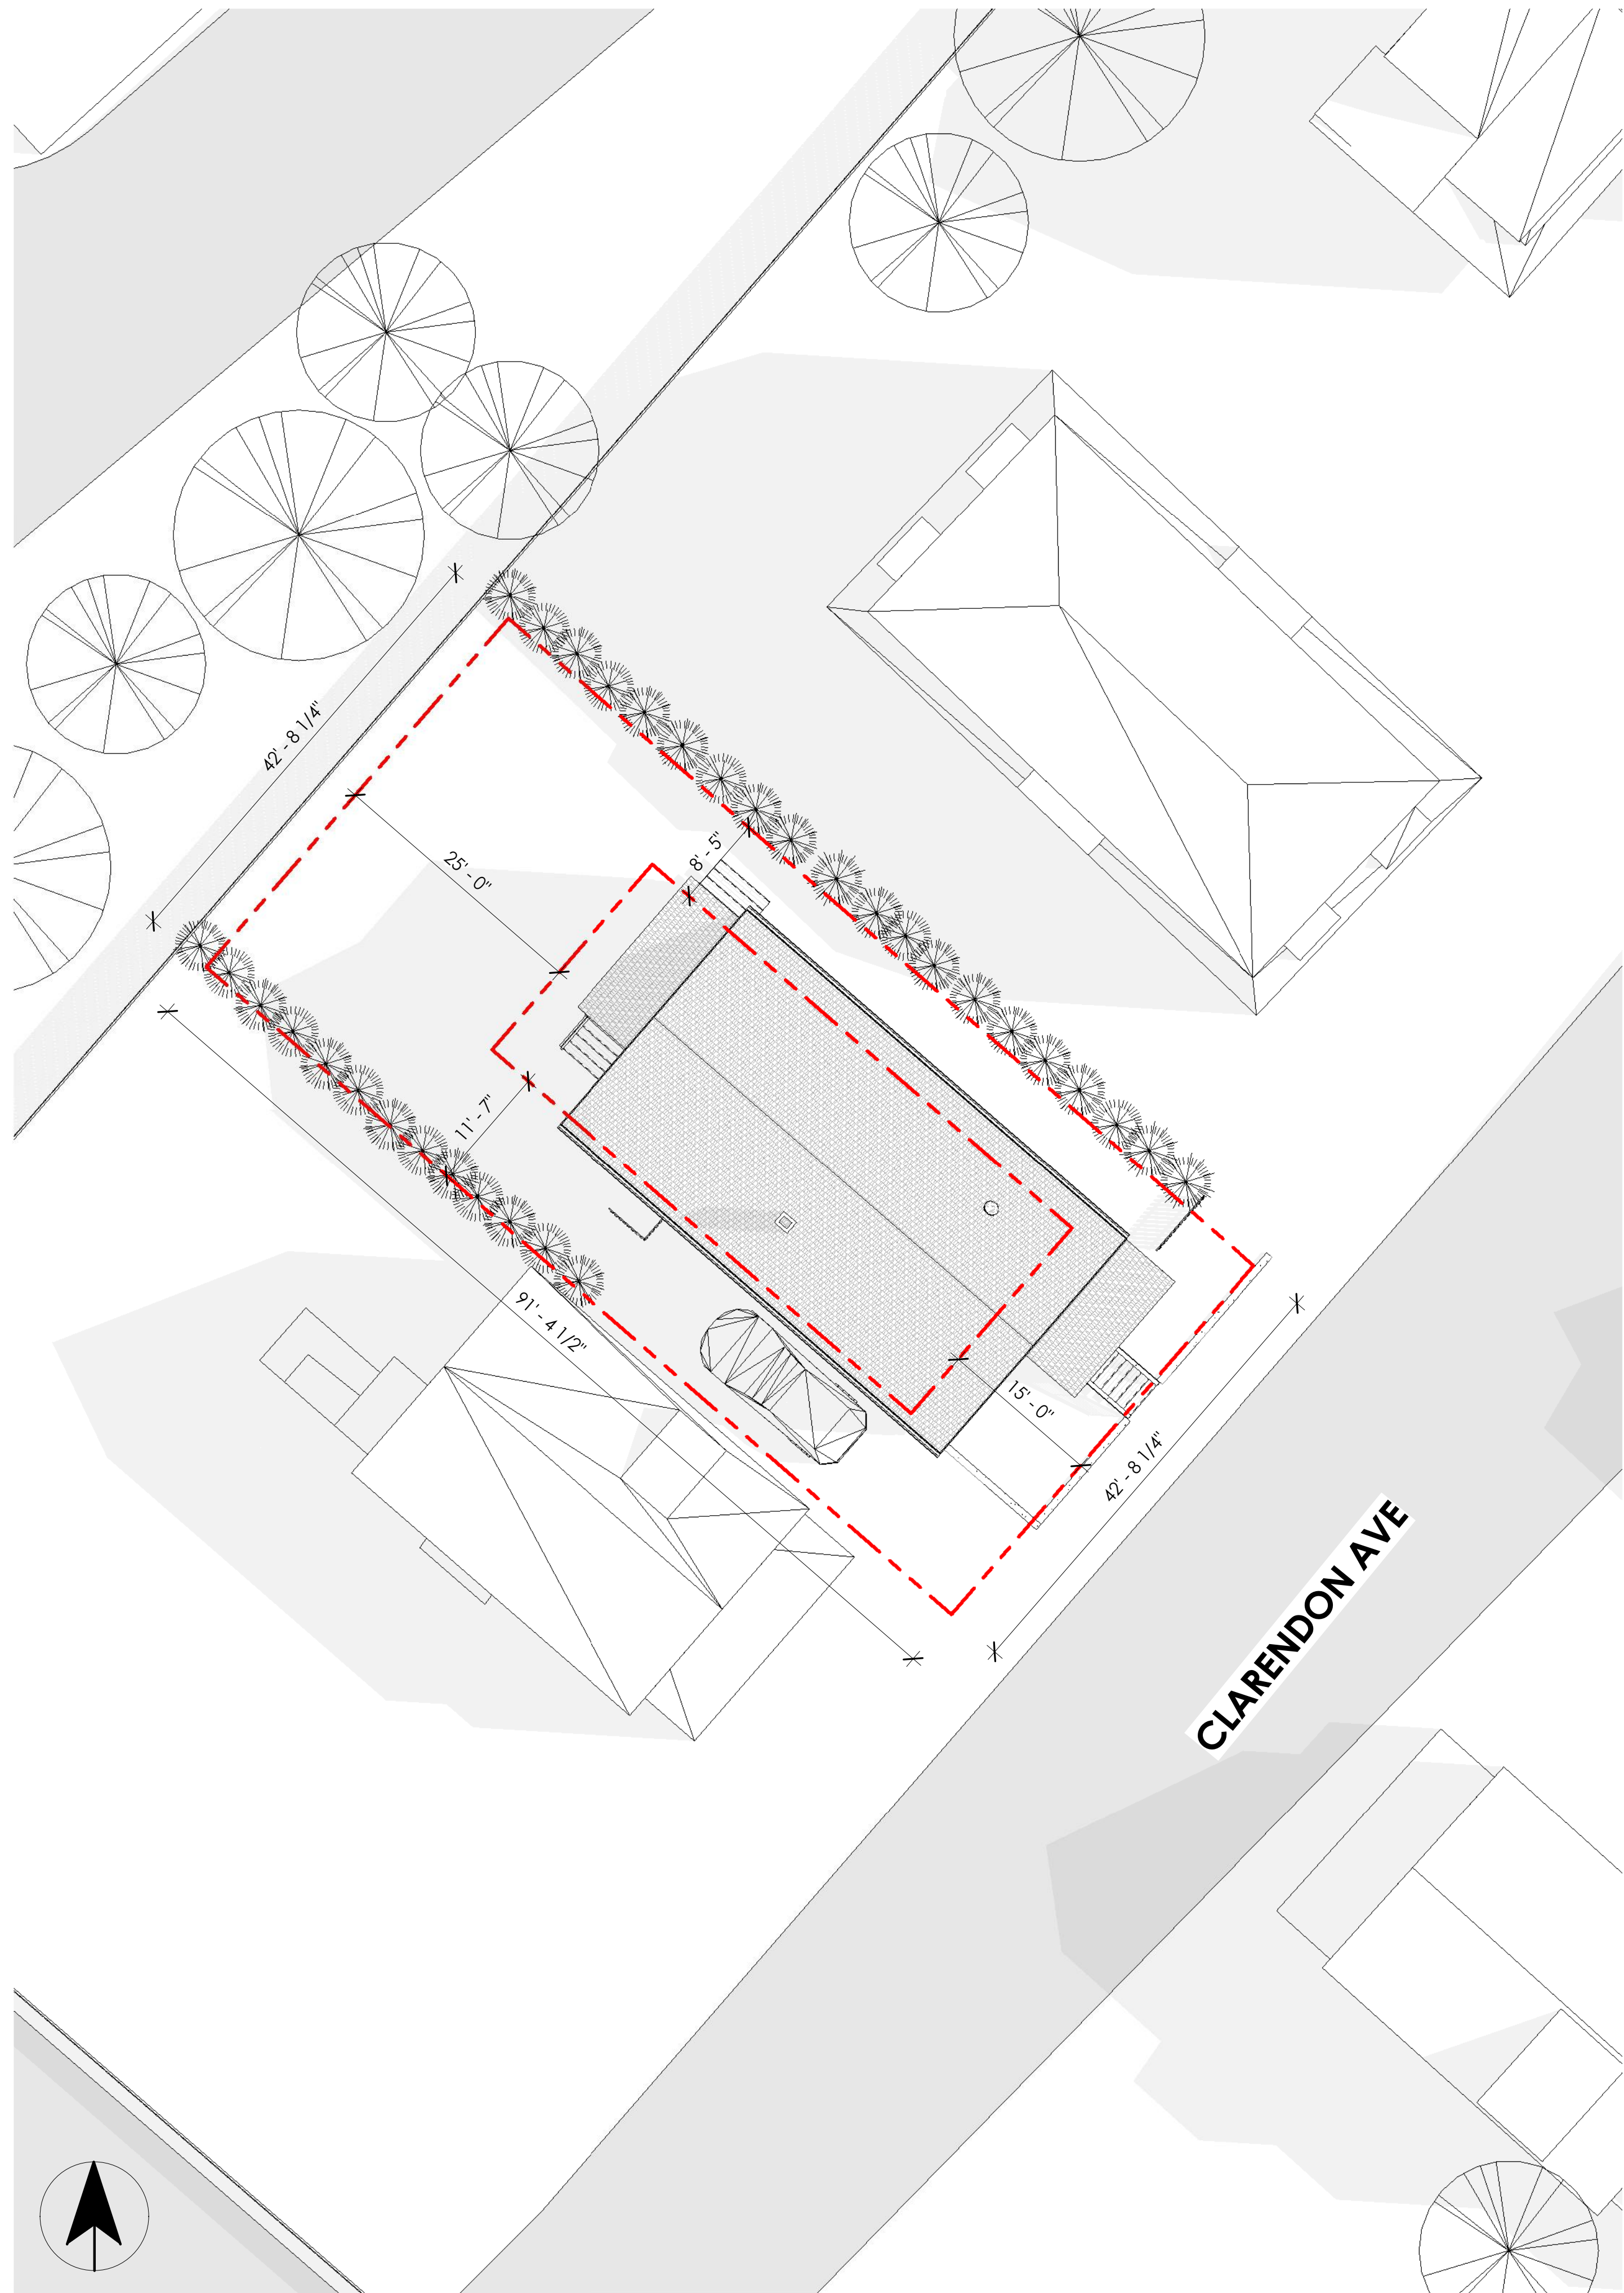 42' - 8 1/4"
25' - 0"
8' - 5"
11' - 7"
91' - 4 1/2"
15' - 0"
42' - 8 1/4"
CLARENDON AVE